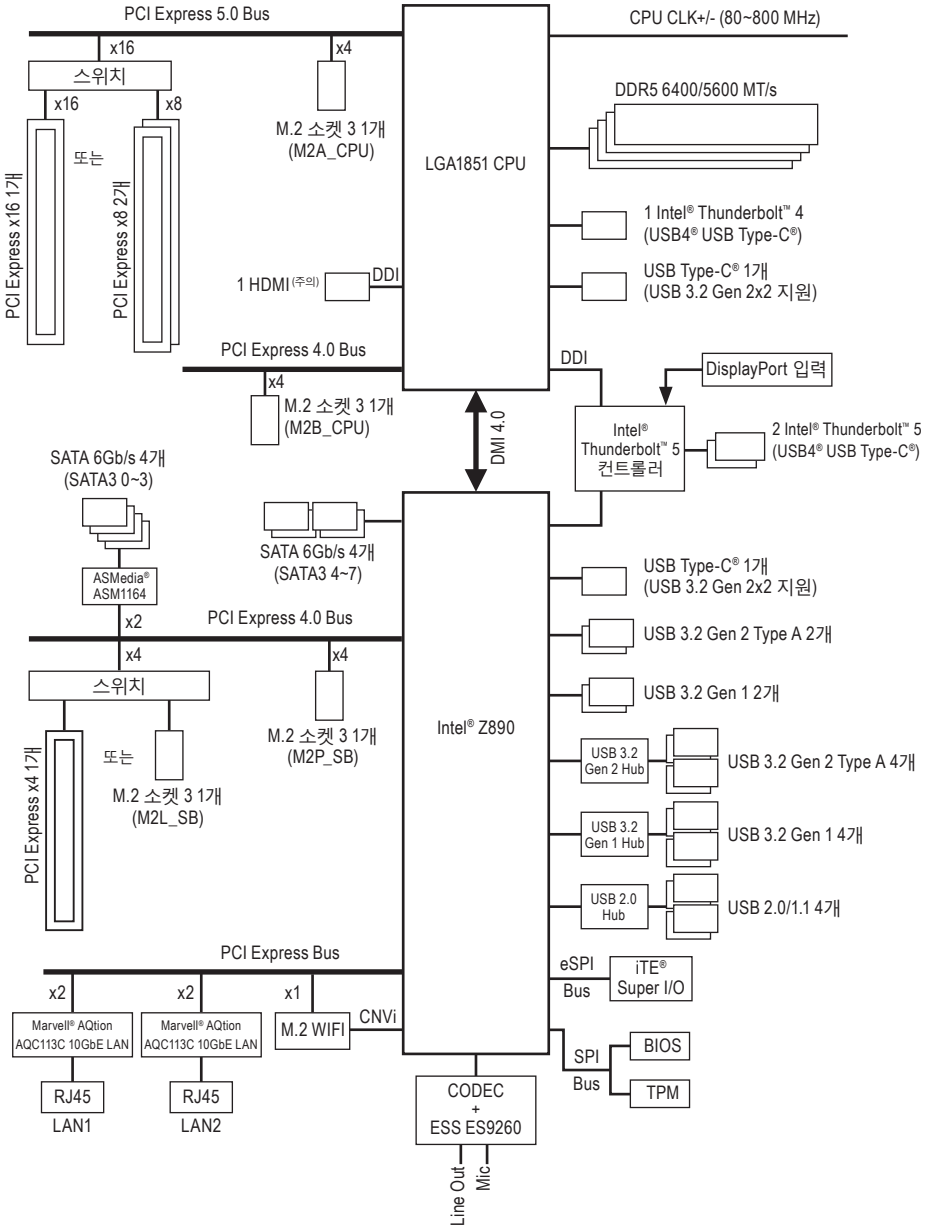 PCI Express 5.0 Bus
CPU CLK+/- (80~800 MHz)
x16
x4
스위치
x16
x8
PCI Express x16 1개
또는
PCI Express x8 2개
M.2 소켓 3 1개
(M2A_CPU)
LGA1851 CPU
DDR5 6400/5600 MT/s
1 Intel® Thunderbolt™ 4
(USB4® USB Type-C®)
1 HDMI (주의)
DDI
USB Type-C® 1개
(USB 3.2 Gen 2x2 지원)
PCI Express 4.0 Bus
x4
M.2 소켓 3 1개
(M2B_CPU)
DMI 4.0
DDI
DisplayPort 입력
Intel®
Thunderbolt™ 5
컨트롤러
2 Intel® Thunderbolt™ 5
(USB4® USB Type-C®)
SATA 6Gb/s 4개
(SATA3 0~3)
ASMedia®
ASM1164
x2
SATA 6Gb/s 4개
(SATA3 4~7)
PCI Express 4.0 Bus
x4
x4
스위치
PCI Express x4 1개
또는
M.2 소켓 3 1개
(M2L_SB)
M.2 소켓 3 1개
(M2P_SB)
Intel® Z890
USB Type-C® 1개
(USB 3.2 Gen 2x2 지원)
USB 3.2 Gen 2 Type A 2개
USB 3.2 Gen 1 2개
USB 3.2
Gen 2 Hub
USB 3.2 Gen 2 Type A 4개
USB 3.2
Gen 1 Hub
USB 3.2 Gen 1 4개
USB 2.0
Hub
USB 2.0/1.1 4개
PCI Express Bus
x2
x2
x1
Marvell® AQtion
AQC113C 10GbE LAN
Marvell® AQtion
AQC113C 10GbE LAN
M.2 WIFI
CNVi
RJ45
LAN1
RJ45
LAN2
eSPI
Bus
iTE®
Super I/O
SPI
Bus
BIOS
TPM
CODEC
+
ESS ES9260
Line Out
Mic